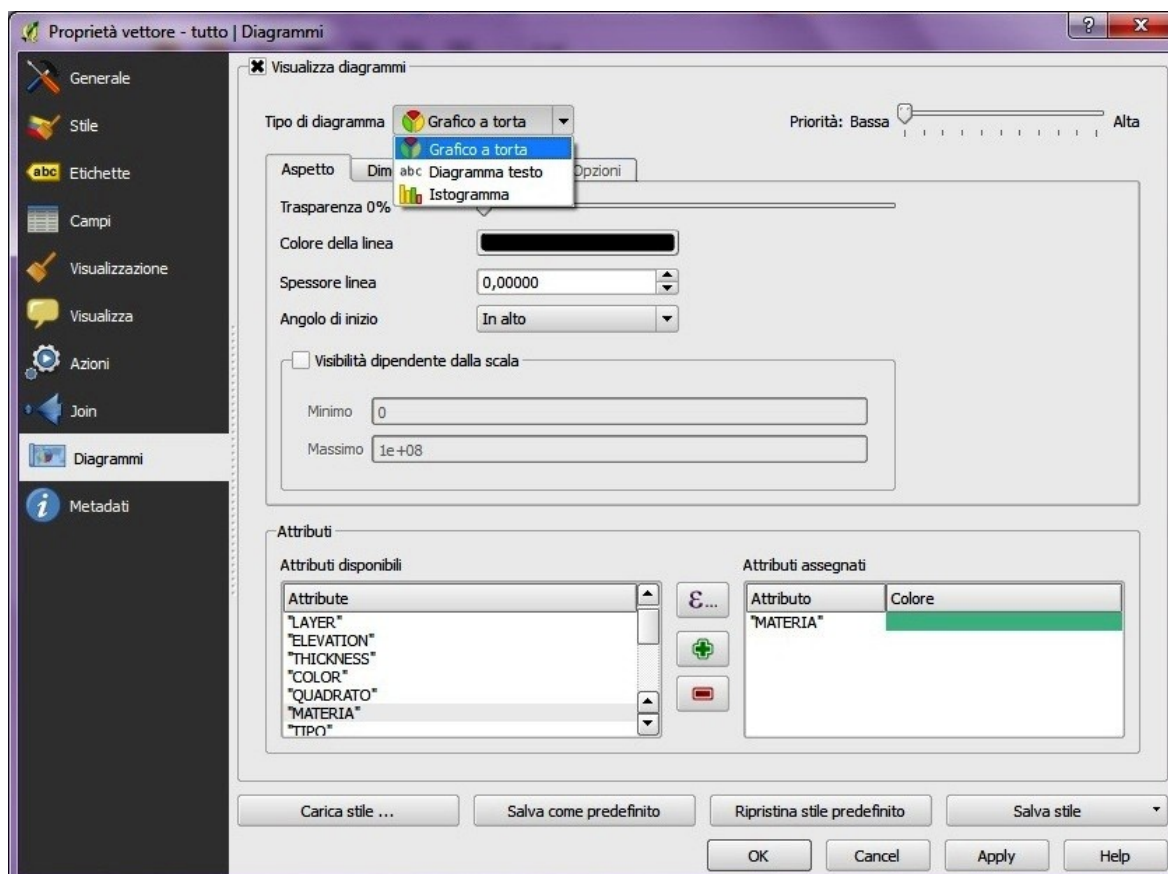 Proprietà vettore - tutto | Diagrammi
?
X
Generale
Stile
abc
Etichette
Campi
Visualizzazione
Visualizza
Azioni
Join
Diagrammi
Metadati
Visualizza diagrammi
Tipo di diagramma
Grafico a torta
Priorità: Bassa
Alta
Grafico a torta
abc Diagramma testo
Istogramma
Aspetto
Dim
Opzioni
Trasparenza 0%
Colore della linea
Spessore linea
0,00000
Angolo di inizio
In alto
Visibilità dipendente dalla scala
Minimo
0
Massimo
1e+08
Attributi
Attributi disponibili
Attribute
"LAYER"
"ELEVATION"
"THICKNESS"
"COLOR"
"QUADRATO"
"MATERIA"
"TIPO"
ε...
Attributi assegnati
Attributo
Colore
"MATERIA"
Carica stile ...
Salva come predefinito
Ripristina stile predefinito
Salva stile
OK
Cancel
Apply
Help